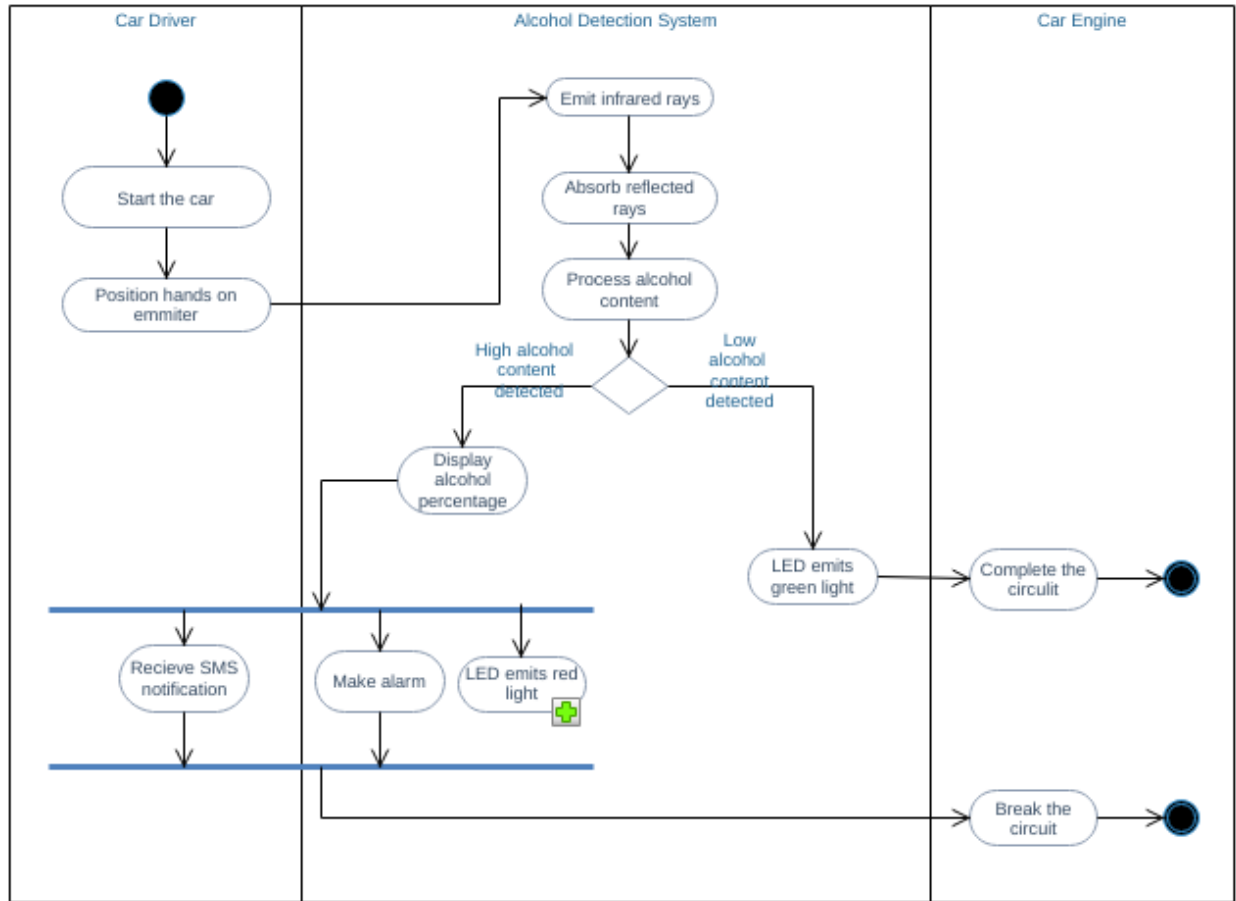 Car Driver
Alcohol Detection System
Car Engine
Emit infrared rays
Start the car
Absorb reflected
rays
Position hands on
emmiter
Process alcohol
content
High alcohol
content
detected
Low
alcohol
content
detected
Display
alcohol
percentage
LED emits
green light
Complete the
circulit
Recieve SMS
notification
Make alarm
LED emits red
light
Break the
circuit